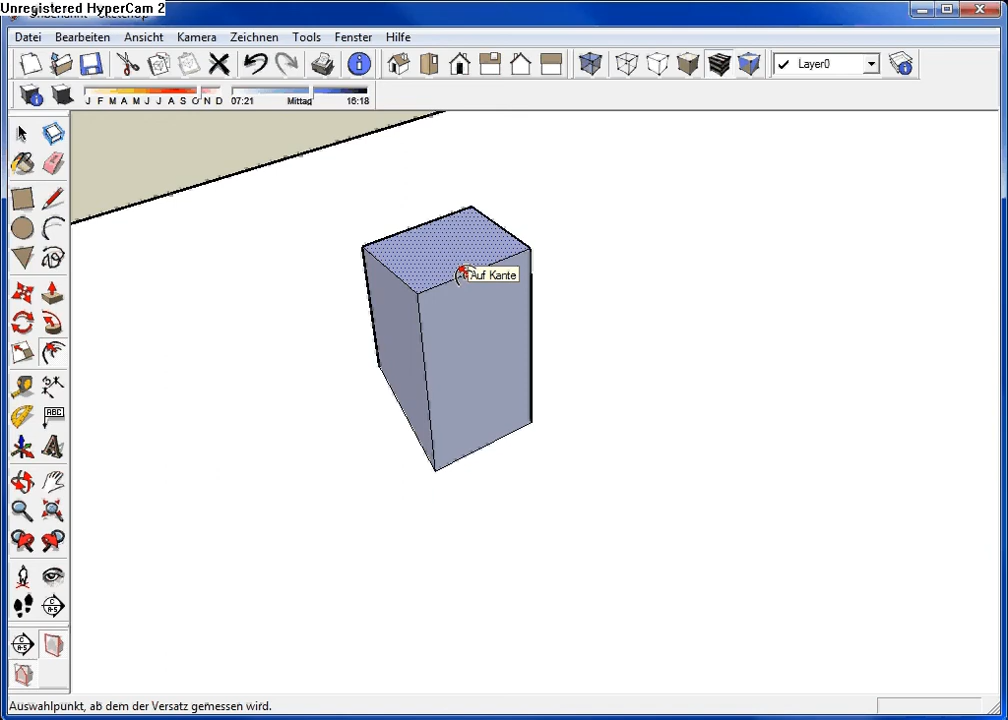 Unregistered HyperCam 2
Datei Bearbeiten Ansicht Kamera Zeichnen Tools Fenster Hilfe
Layer0
J F M A M J J A S O N D 07:21 Mittag 16:18
Auf Kante
ABC
Auswahlpunkt, ab dem der Versatz gemessen wird.